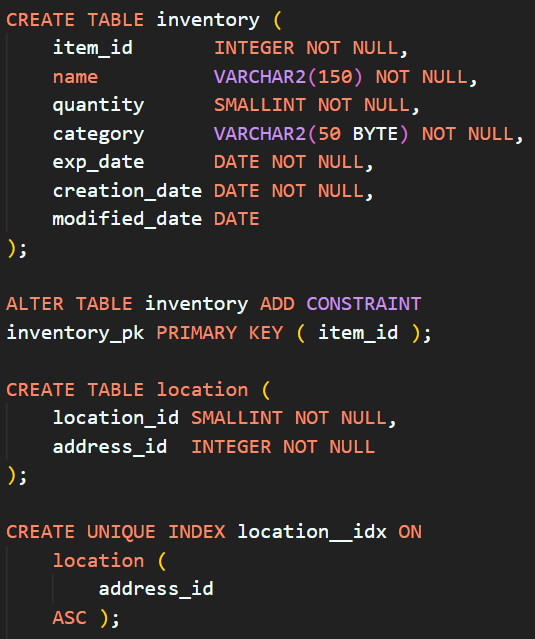 CREATE TABLE inventory (
    item_id       INTEGER NOT NULL,
    name          VARCHAR2(150) NOT NULL,
    quantity      SMALLINT NOT NULL,
    category      VARCHAR2(50 BYTE) NOT NULL,
    exp_date      DATE NOT NULL,
    creation_date DATE NOT NULL,
    modified_date DATE
);

ALTER TABLE inventory ADD CONSTRAINT
inventory_pk PRIMARY KEY ( item_id );

CREATE TABLE location (
    location_id SMALLINT NOT NULL,
    address_id  INTEGER NOT NULL
);

CREATE UNIQUE INDEX location__idx ON
    location (
        address_id
    ASC );